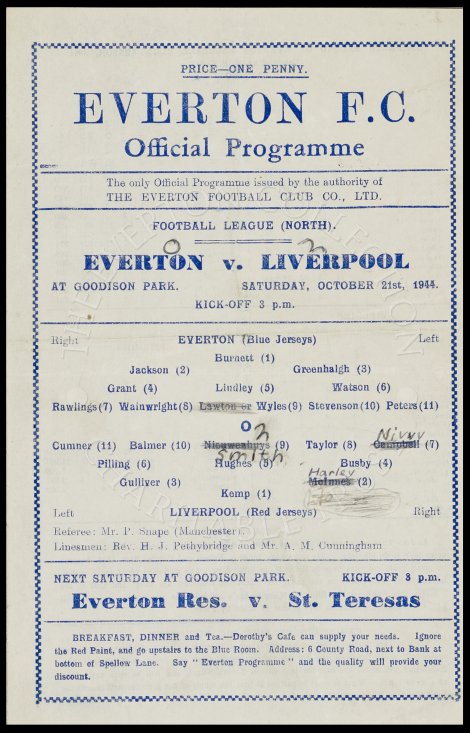 PRICE—ONE PENNY.
EVERTON F.C.
Official Programme
The only Official Programme issued by the authority of
THE EVERTON FOOTBALL CLUB CO., LTD.
FOOTBALL LEAGUE (NORTH).
0 2
EVERTON v. LIVERPOOL
AT GOODISON PARK. SATURDAY, OCTOBER 21st, 1944.
KICK-OFF 3 p.m.
Right EVERTON (Blue Jerseys) Left
Burnett (1)
Jackson (2) Greenhalgh (3)
Grant (4) Lindley (5) Watson (6)
Rawlings (7) Wainwright (8) Lawton or Wyles (9) Stevenson (10) Peters (11)
O 2 Nivvy
Cumner (11) Balmer (10) Nieuwenhuys (9) Taylor (8) Campbell (7)
Smith
Pilling (6) Hughes (5) Busby (4)
Harley
Gulliver (3) McInnes (2)
Kemp (1)
Left LIVERPOOL (Red Jerseys) Right
Referee: Mr. P. Snape (Manchester)
Linesmen: Rev. H. J. Pethybridge and Mr. A. M. Cunningham
NEXT SATURDAY AT GOODISON PARK. KICK-OFF 3 p.m.
Everton Res. v. St. Teresas
BREAKFAST, DINNER and Tea.—Dorothy's Cafe can supply your needs. Ignore
the Red Paint, and go upstairs to the Blue Room. Address: 6 County Road, next to Bank at
bottom of Spellow Lane. Say "Everton Programme" and the quality will provide your
discount.